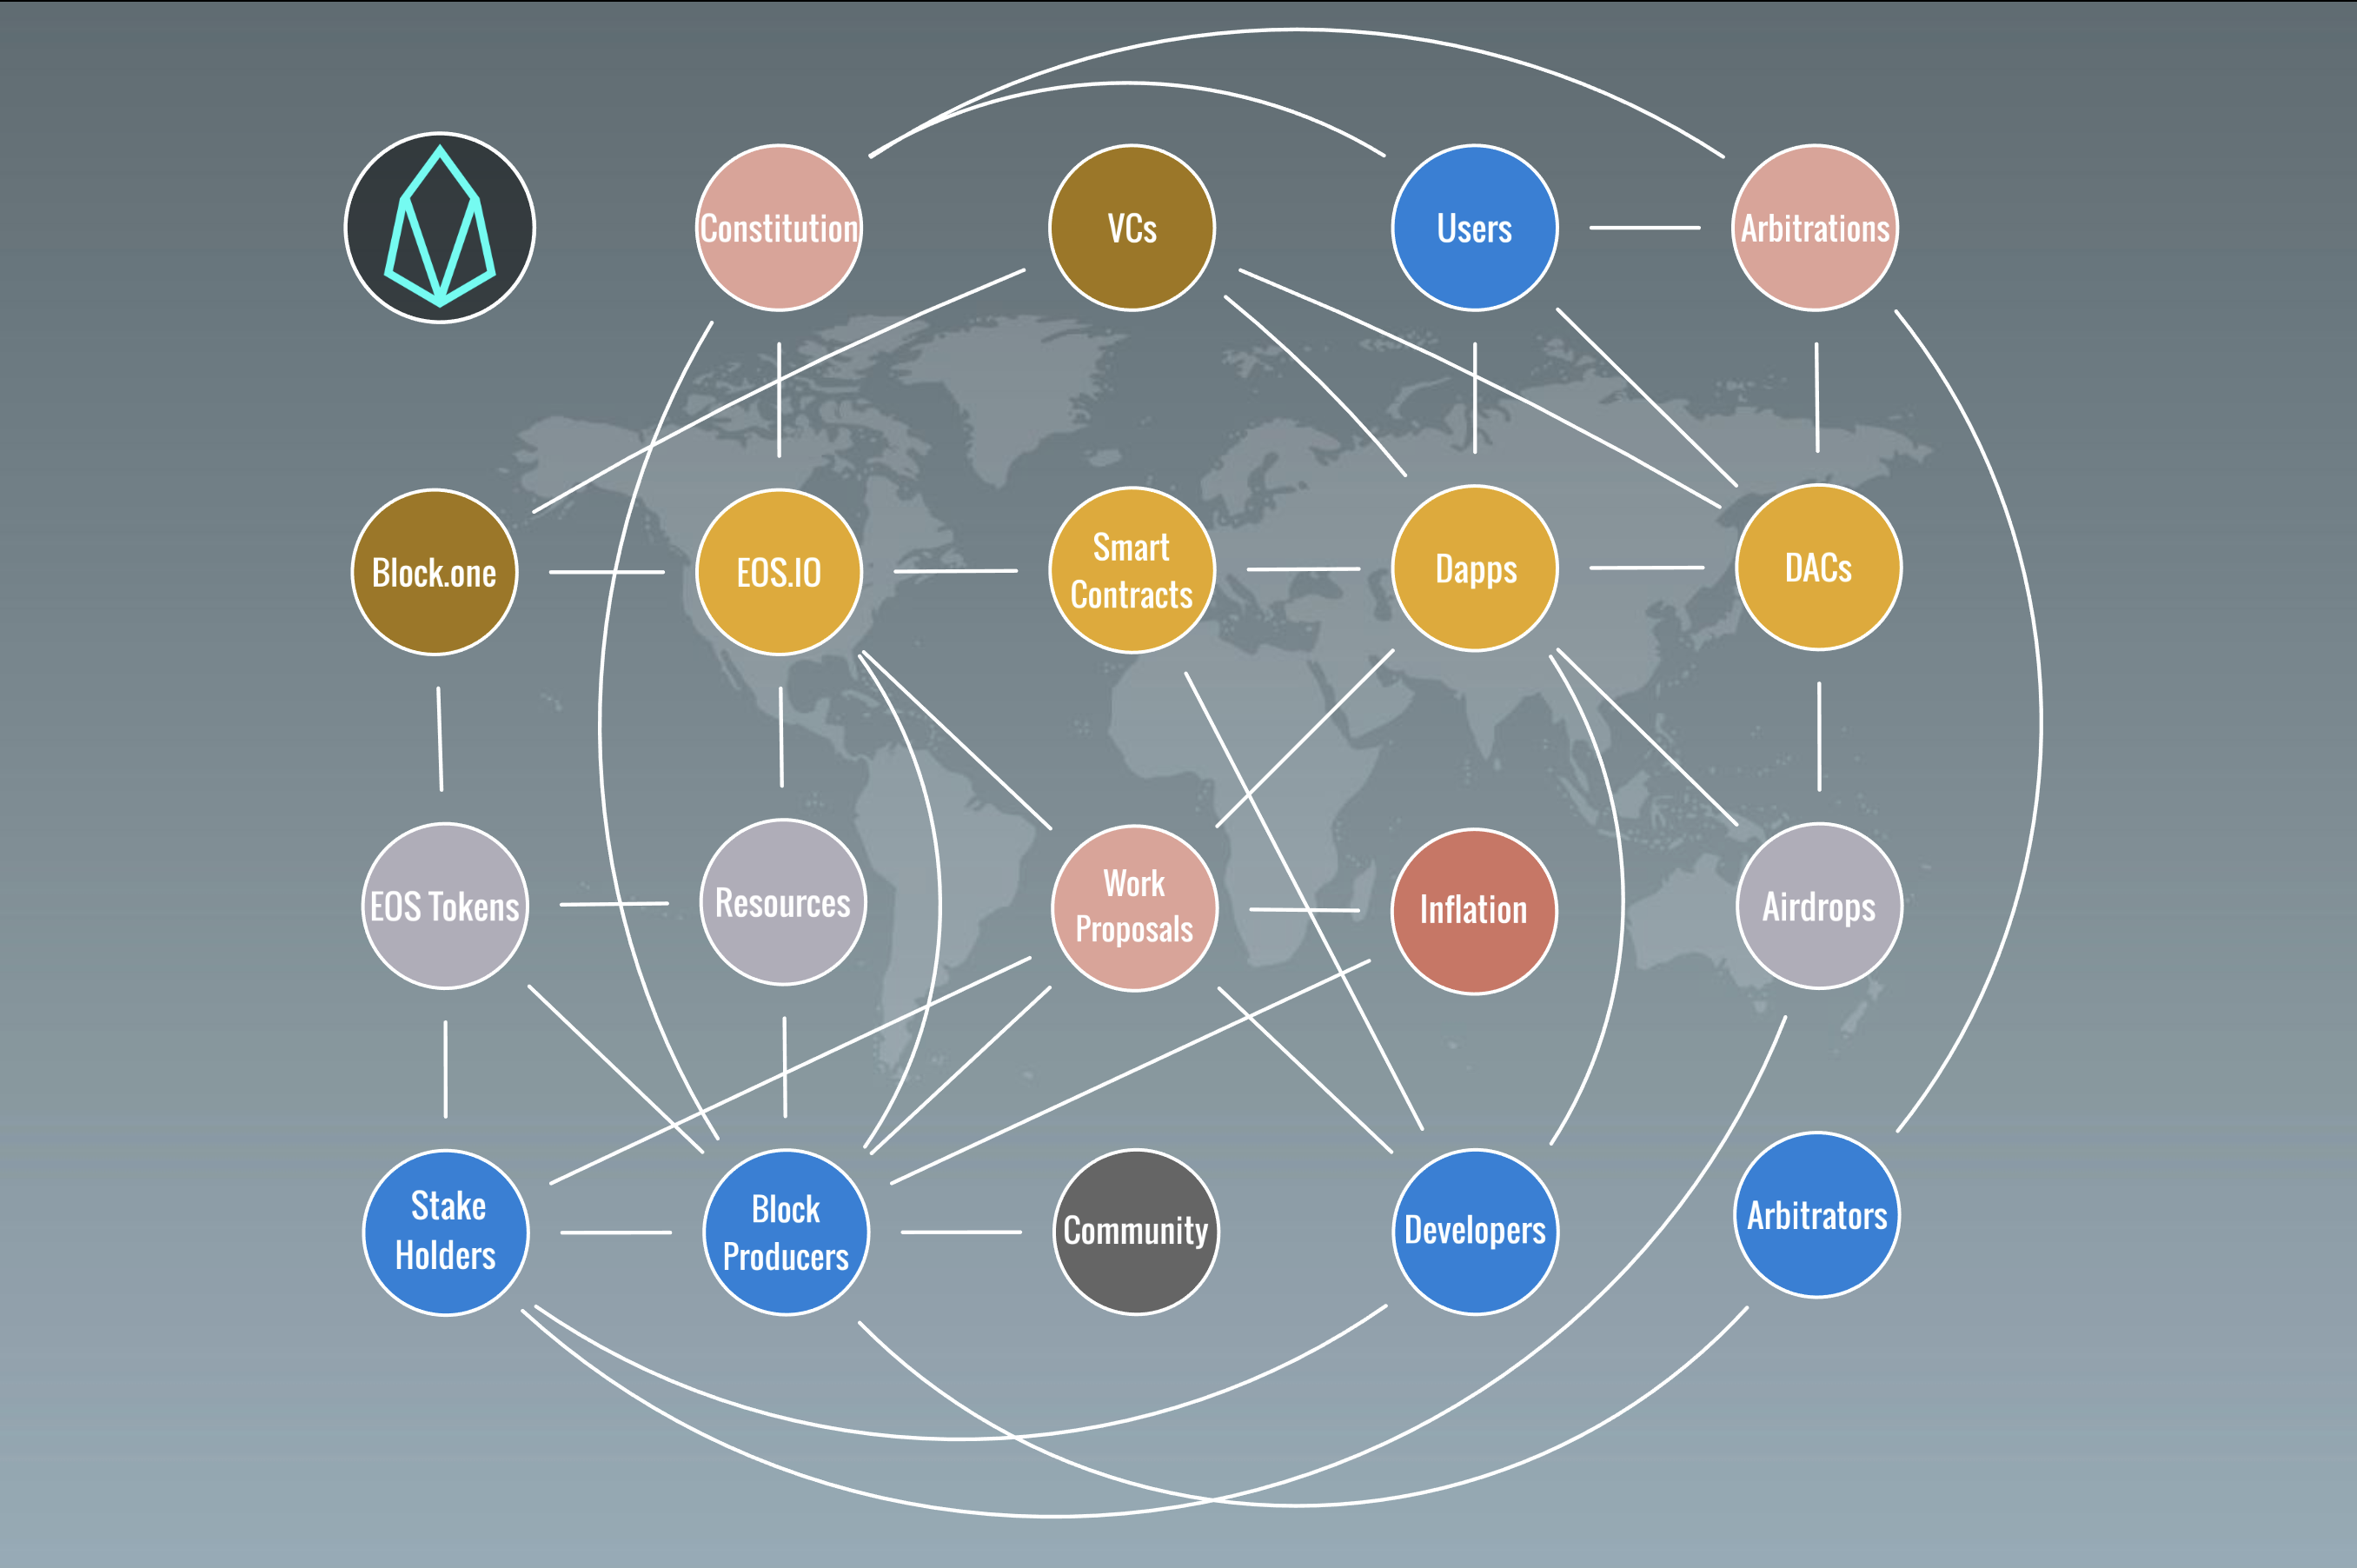 Constitution
VCs
Users
Arbitrations
Block.one
EOS.IO
Smart
Contracts
Dapps
DACs
EOS Tokens
Resources
Work
Proposals
Inflation
Airdrops
Stake
Holders
Block
Producers
Community
Developers
Arbitrators